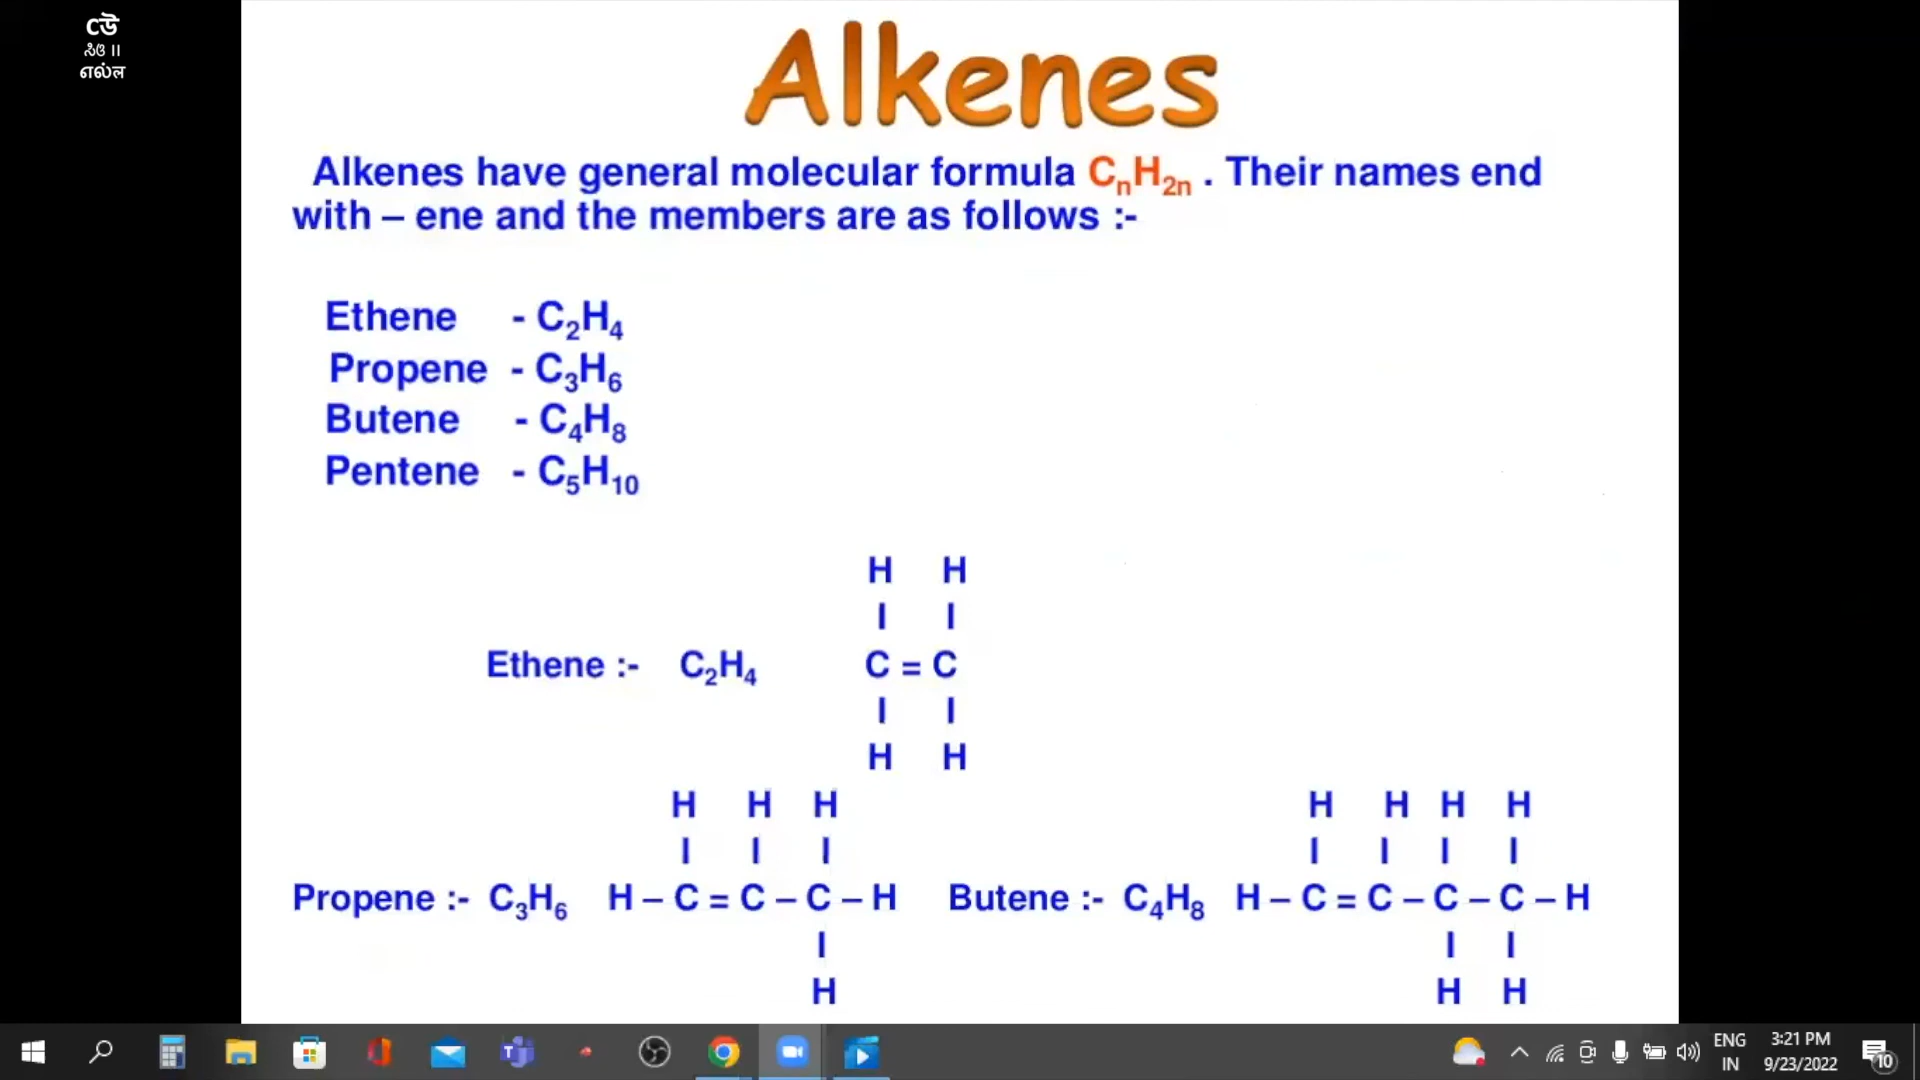 Cউ
ಸಿଓ ॥
எல்ல
Alkenes
Alkenes have general molecular formula CnH2n . Their names end
with – ene and the members are as follows :-
Ethene - C2H4
Propene - C3H6
Butene - C4H8
Pentene - C5H10
H H
I I
Ethene :- C2H4 C = C
I I
H H
H H H H H H H
I I I I I I I
Propene :- C3H6 H – C = C – C – H Butene :- C4H8 H – C = C – C – C – H
I I I
H H H
ENG 3:21 PM
IN 9/23/2022 10